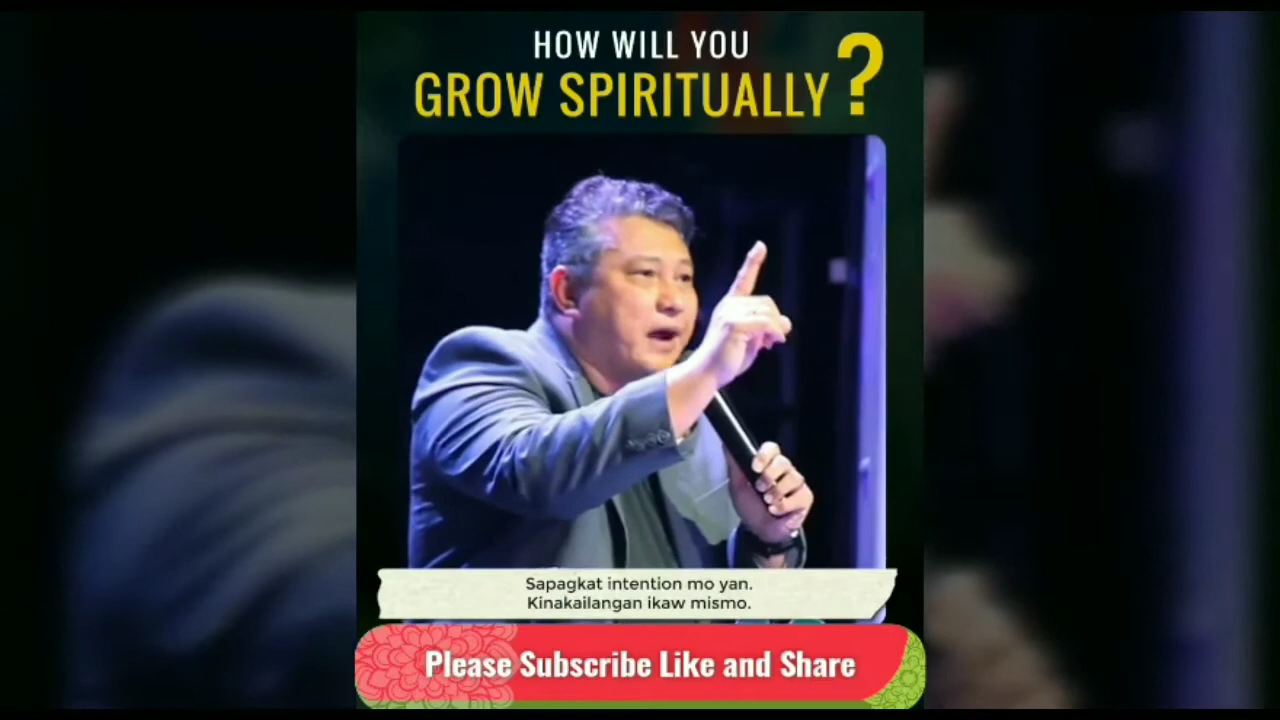 HOW WILL YOU
GROW SPIRITUALLY?
Sapagkat intention mo yan.
Kinakailangan ikaw mismo.
Please Subscribe Like and Share